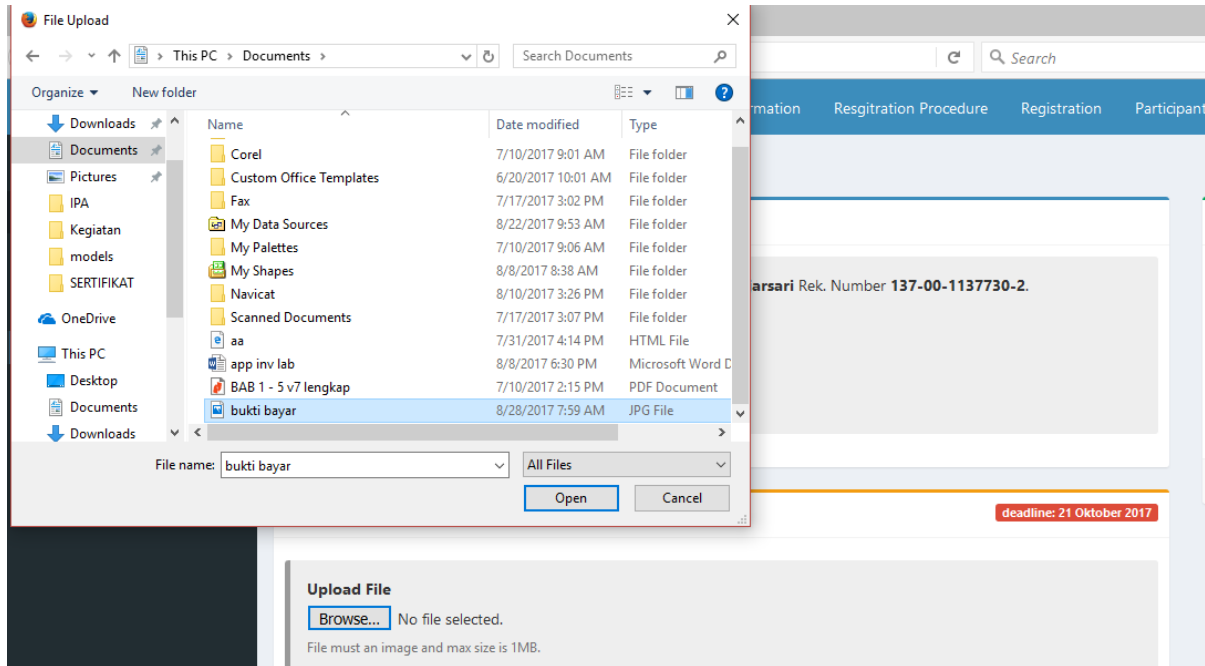 File Upload
This PC > Documents >
Search Documents
Search
Organize
New folder
rmation
Resgitration Procedure
Registration
Participant
Downloads
Documents
Pictures
IPA
Kegiatan
models
SERTIFIKAT
OneDrive
This PC
Desktop
Documents
Downloads
Name Date modified Type
Corel 7/10/2017 9:01 AM File folder
Custom Office Templates 6/20/2017 10:01 AM File folder
Fax 7/17/2017 3:02 PM File folder
My Data Sources 8/22/2017 9:53 AM File folder
My Palettes 7/10/2017 9:06 AM File folder
My Shapes 8/8/2017 8:38 AM File folder
Navicat 8/10/2017 3:26 PM File folder
Scanned Documents 7/17/2017 3:07 PM File folder
aa 7/31/2017 4:14 PM HTML File
app inv lab 8/8/2017 6:30 PM Microsoft Word D
BAB 1 - 5 v7 lengkap 7/10/2017 2:15 PM PDF Document
bukti bayar 8/28/2017 7:59 AM JPG File
File name: bukti bayar
All Files
Open
Cancel
arsari Rek. Number 137-00-1137730-2.
deadline: 21 Oktober 2017
Upload File
Browse... No file selected.
File must an image and max size is 1MB.